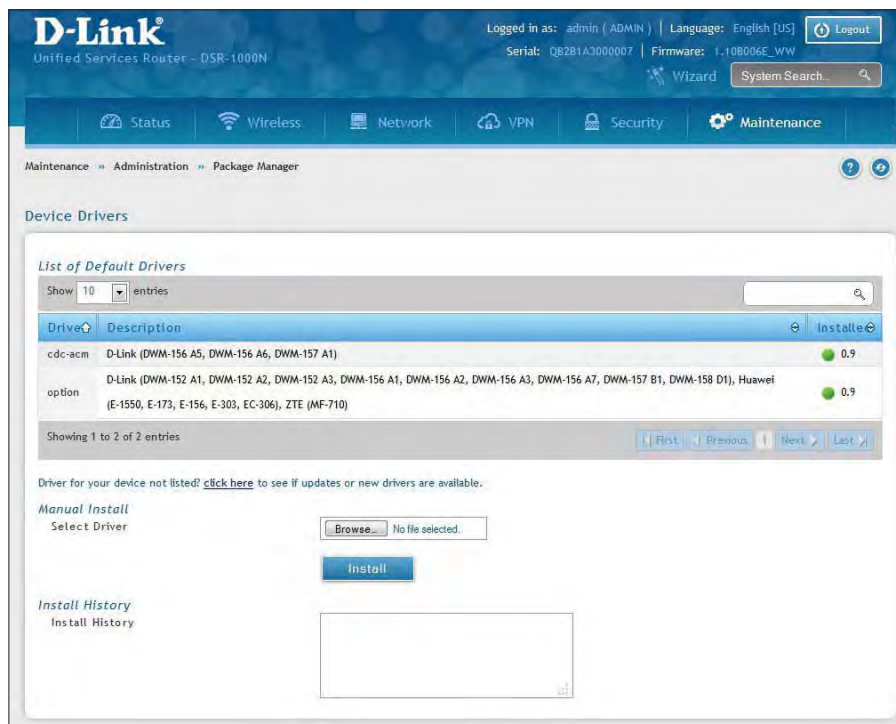 D-Link®
Unified Services Router - DSR-1000N
Logged in as: admin ( ADMIN ) | Language: English [US]
Logout
Serial: QB2B1A3000007 | Firmware: 1.10B006E_WW
Wizard
System Search...
Status
Wireless
Network
VPN
Security
Maintenance
Maintenance » Administration » Package Manager
?
Device Drivers
List of Default Drivers
Show 10 entries
Drive Description Installe
cdc-acm D-Link (DWM-156 A5, DWM-156 A6, DWM-157 A1) 0.9
option D-Link (DWM-152 A1, DWM-152 A2, DWM-152 A3, DWM-156 A1, DWM-156 A2, DWM-156 A3, DWM-156 A7, DWM-157 B1, DWM-158 D1), Huawei
(E-1550, E-173, E-156, E-303, EC-306), ZTE (MF-710) 0.9
Showing 1 to 2 of 2 entries
First Previous 1 Next Last
Driver for your device not listed? click here to see if updates or new drivers are available.
Manual Install
Select Driver
Browse... No file selected.
Install
Install History
Install History